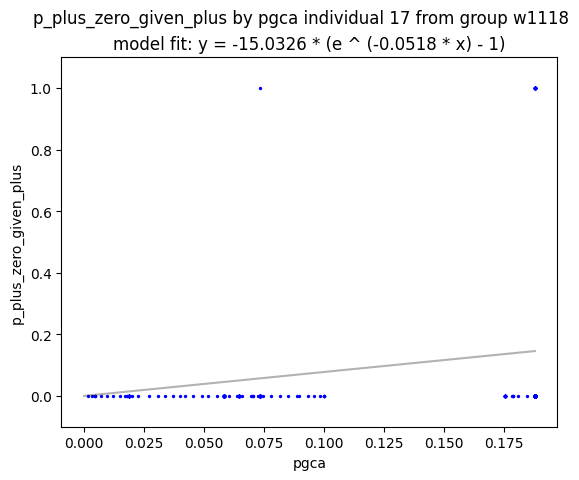 p_plus_zero_given_plus by pgca individual 17 from group w1118
model fit: y = -15.0326 * (e ^ (-0.0518 * x) - 1)
1.0
0.8
0.6
0.4
0.2
0.0
p_plus_zero_given_plus
0.000 0.025 0.050 0.075 0.100 0.125 0.150 0.175
pgca